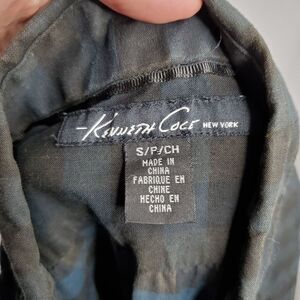 Kenneth Cole NEW YORK
S/P/CH
MADE IN
CHINA
FABRIQUE EN
CHINE
HECHO EN
CHINA